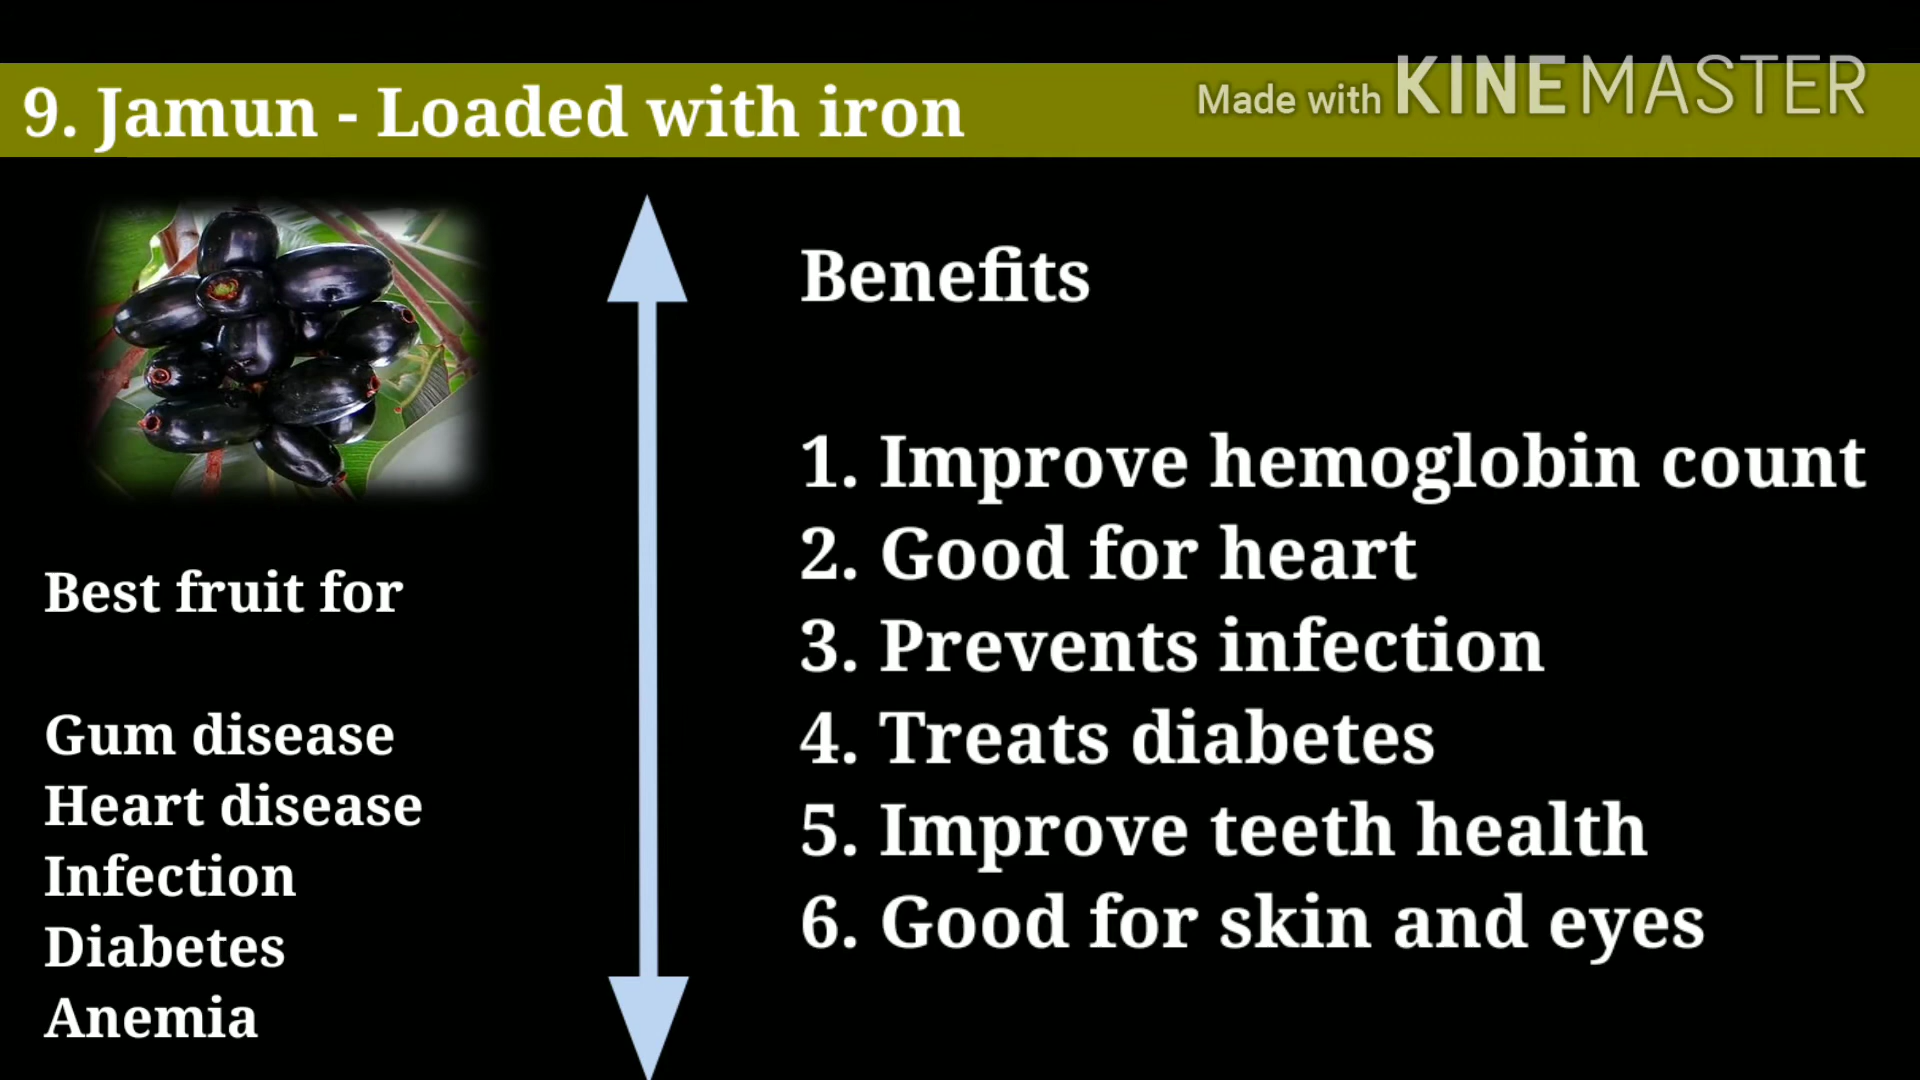 9. Jamun - Loaded with iron
Made with KINEMASTER
Best fruit for
Gum disease
Heart disease
Infection
Diabetes
Anemia
Benefits
1. Improve hemoglobin count
2. Good for heart
3. Prevents infection
4. Treats diabetes
5. Improve teeth health
6. Good for skin and eyes